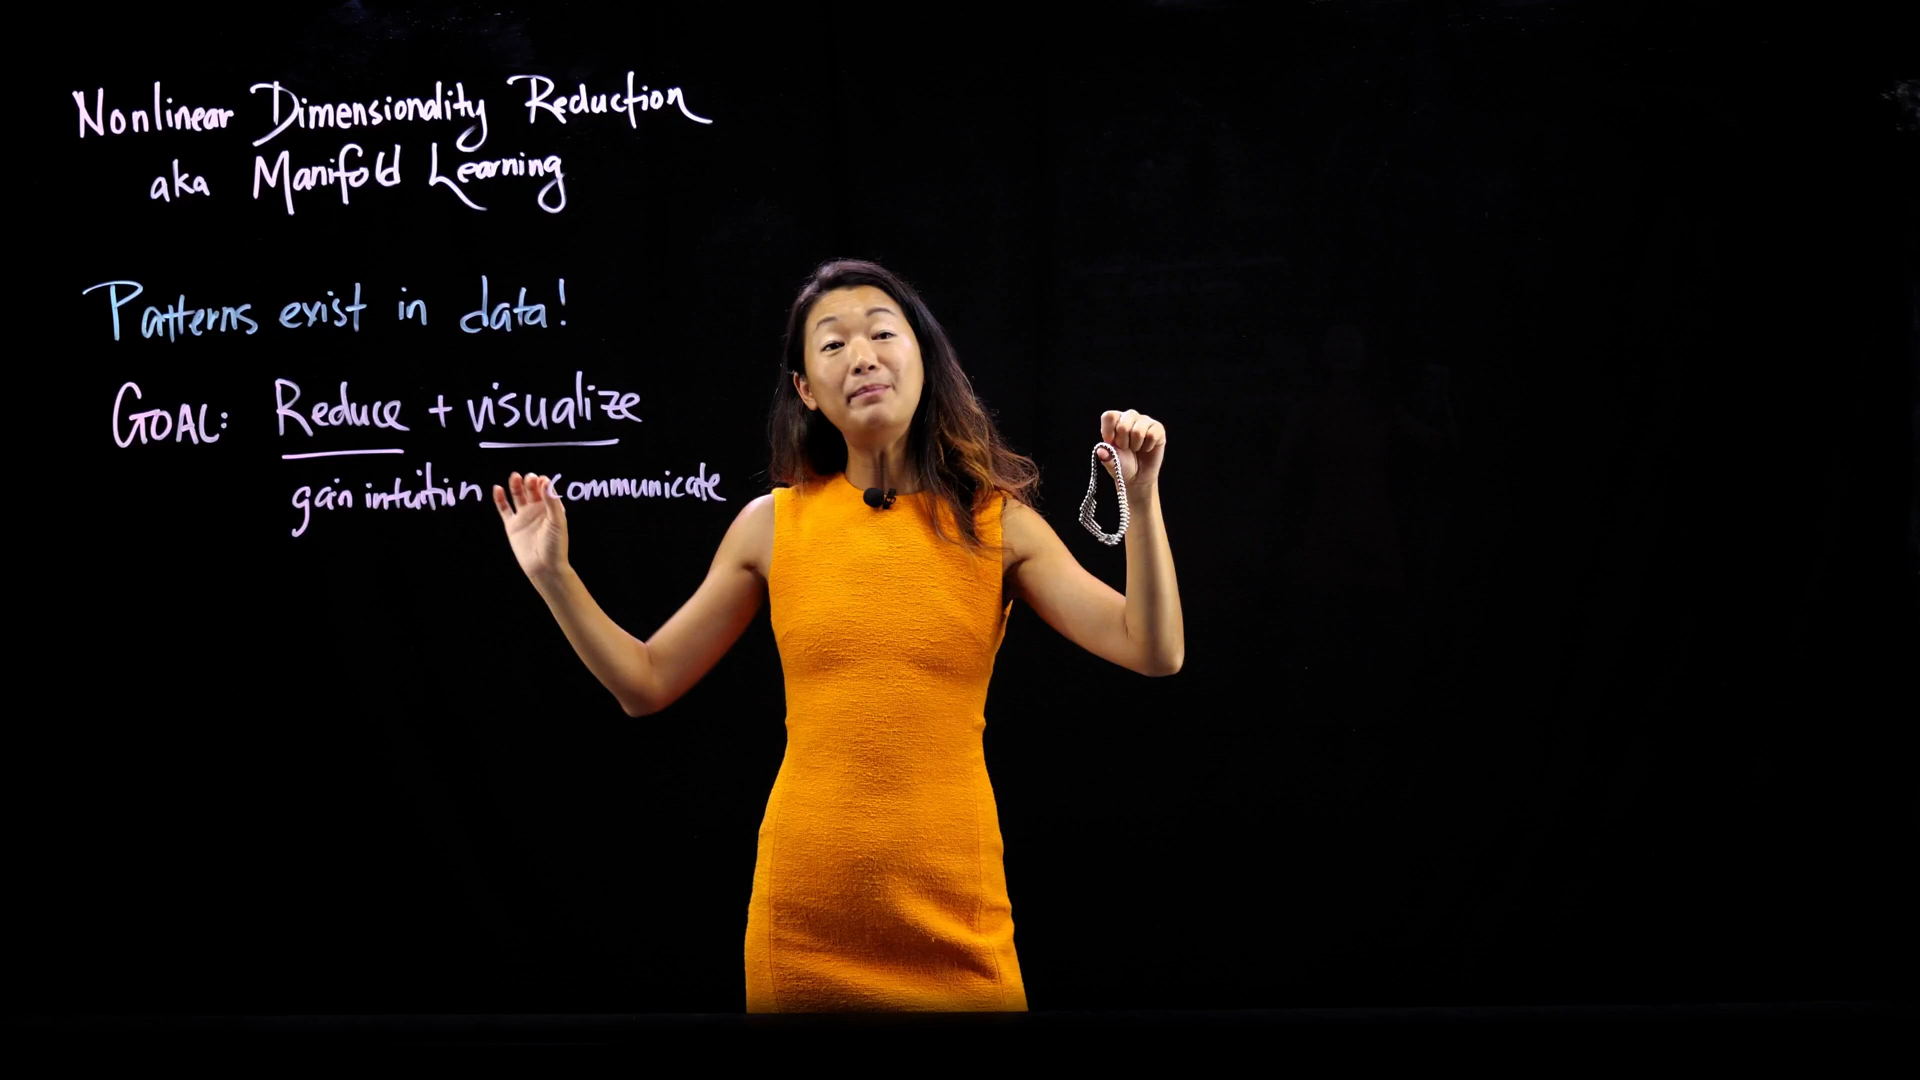 Nonlinear Dimensionality Reduction
aka Manifold Learning
Patterns exist in data!
GOAL: Reduce + visualize
gain intuition communicate